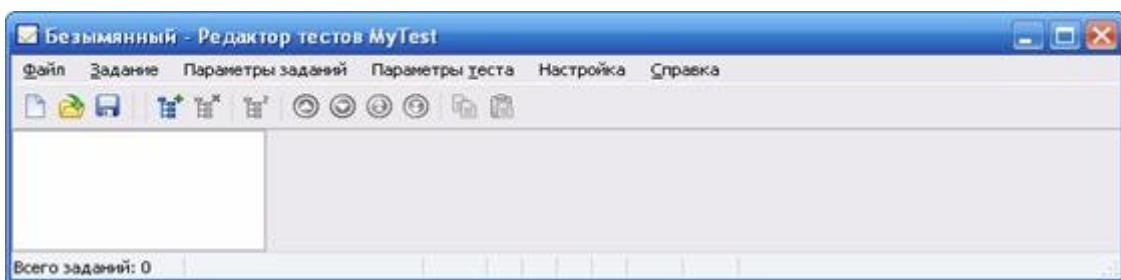 Безымянный - Редактор тестов MyTest
Файл Задание Параметры заданий Параметры теста Настройка Справка
Всего заданий: 0